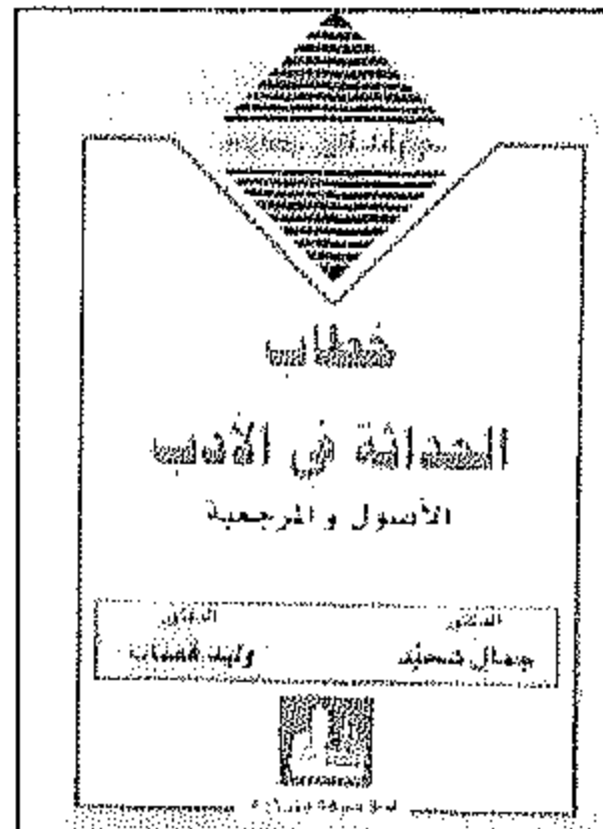 خطاب
الحداثة في الأدب
الأصول والمرجعية
الدكتور
جمال شحيد
الدكتور
وليد قصاب